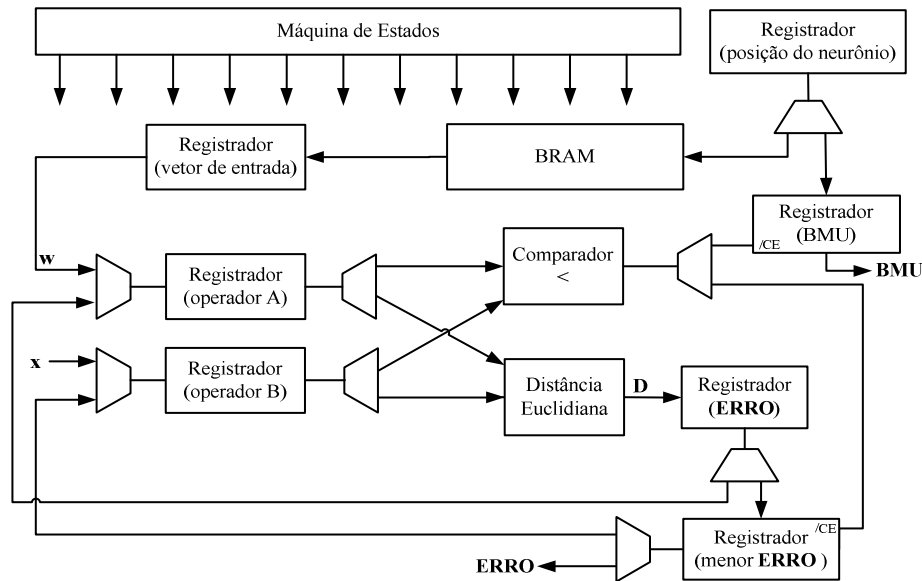 Máquina de Estados
Registrador
(posição do neurônio)
Registrador
(vetor de entrada)
BRAM
Registrador
(BMU)
/CE
BMU
w
Registrador
(operador A)
Comparador
<
x
Registrador
(operador B)
Distância
Euclidiana
D
Registrador
(ERRO)
Registrador
(menor ERRO )
/CE
ERRO